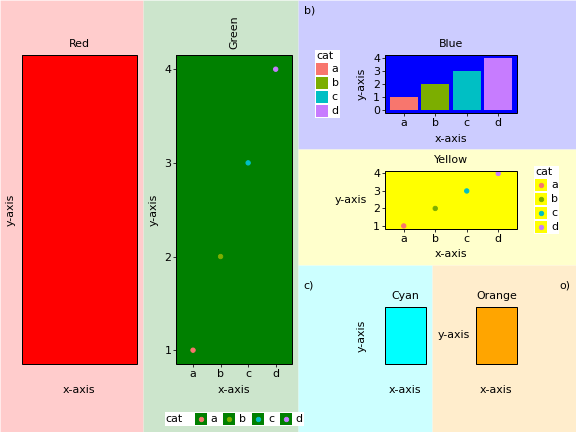 Red
y-axis
x-axis
Green
y-axis
4
3
2
1
a b c d
x-axis
cat a b c d
b)
Blue
cat
a
b
c
d
y-axis
4
3
2
1
0
a b c d
x-axis
Yellow
y-axis
4
3
2
1
a b c d
x-axis
cat
a
b
c
d
c)
Cyan
y-axis
x-axis
o)
Orange
y-axis
x-axis